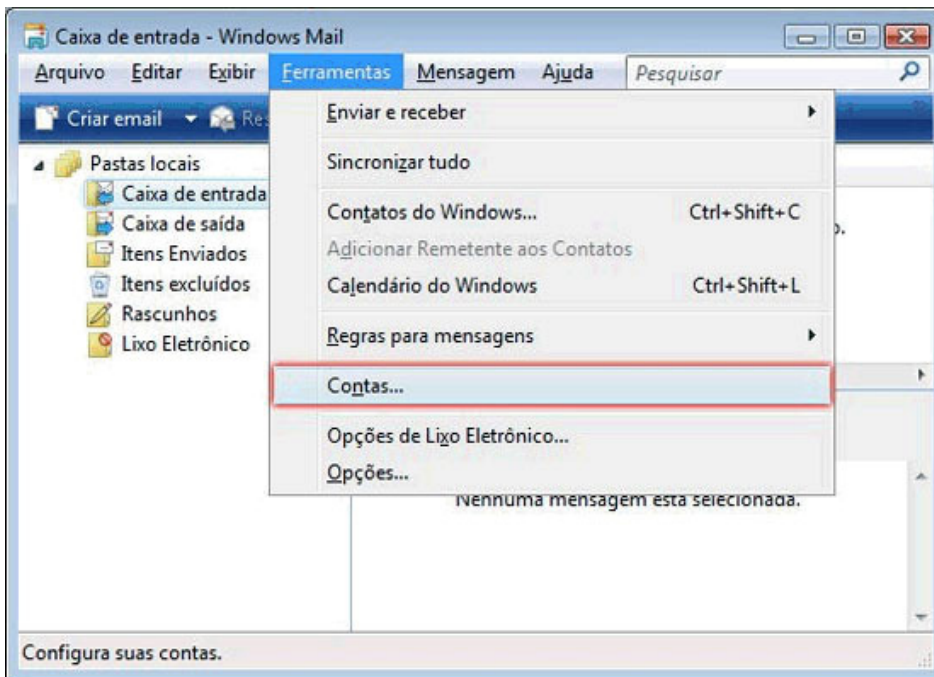 Caixa de entrada - Windows Mail
Arquivo Editar Exibir Ferramentas Mensagem Ajuda Pesquisar
Criar email
Pastas locais
Caixa de entrada
Caixa de saída
Itens Enviados
Itens excluídos
Rascunhos
Lixo Eletrônico
Enviar e receber
Sincronizar tudo
Contatos do Windows... Ctrl+Shift+C
Adicionar Remetente aos Contatos
Calendário do Windows Ctrl+Shift+L
Regras para mensagens
Contas...
Opções de Lixo Eletrônico...
Opções...
Nenhuma mensagem está selecionada.
Configura suas contas.